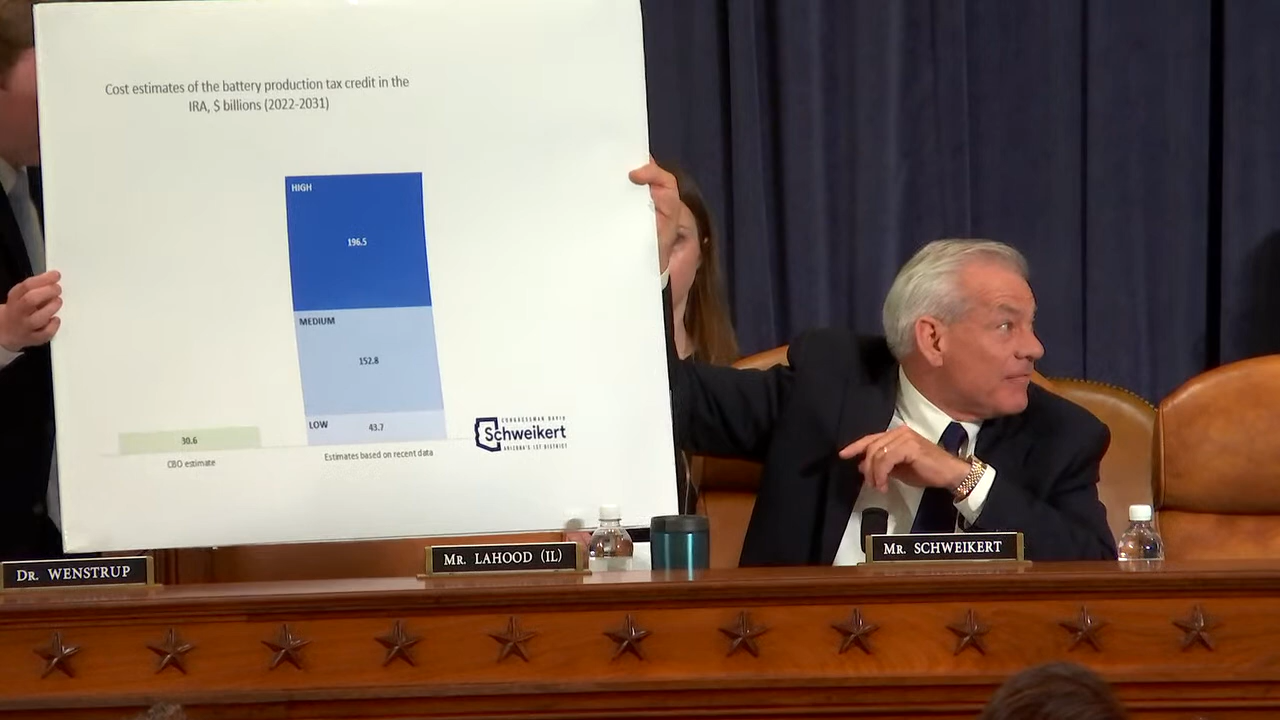 Cost estimates of the battery production tax credit in the
IRA, $ billions (2022-2031)
HIGH
196.5
MEDIUM
152.8
LOW
43.7
30.6
CBO estimate
Estimates based on recent data
CONGRESSMAN DAVID
Schweikert
ARIZONA'S 1ST DISTRICT
DR. WENSTRUP
MR. LAHOOD (IL)
MR. SCHWEIKERT